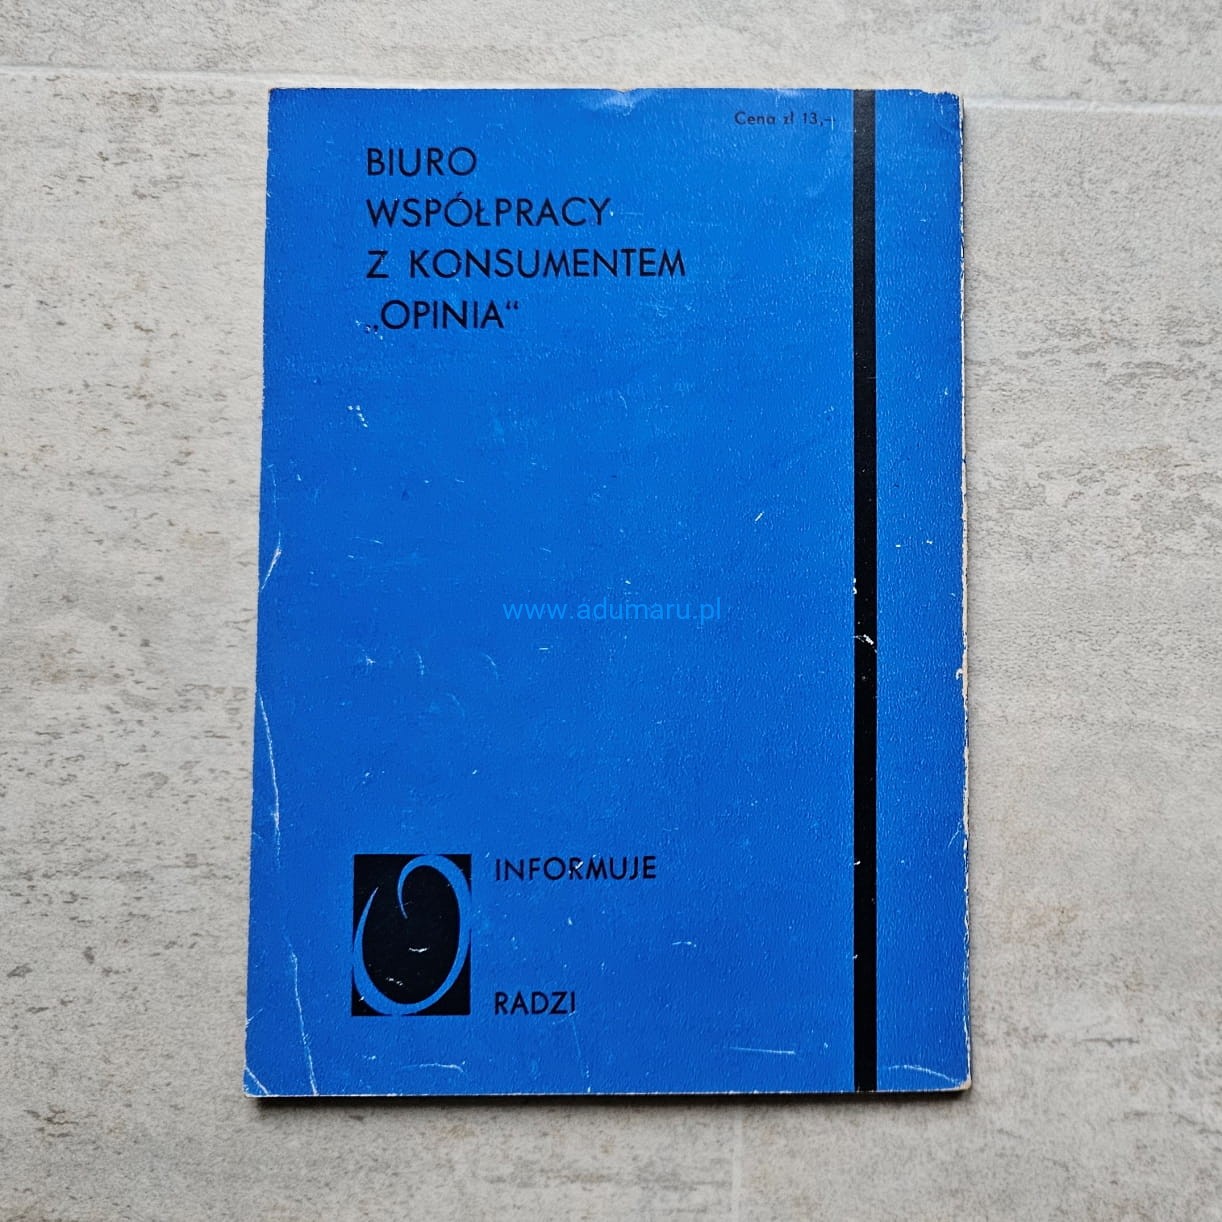 Cena zł 13,-
BIURO
WSPÓŁPRACY
Z KONSUMENTEM
„OPINIA“
www.adumaru.pl
INFORMUJE
RADZI